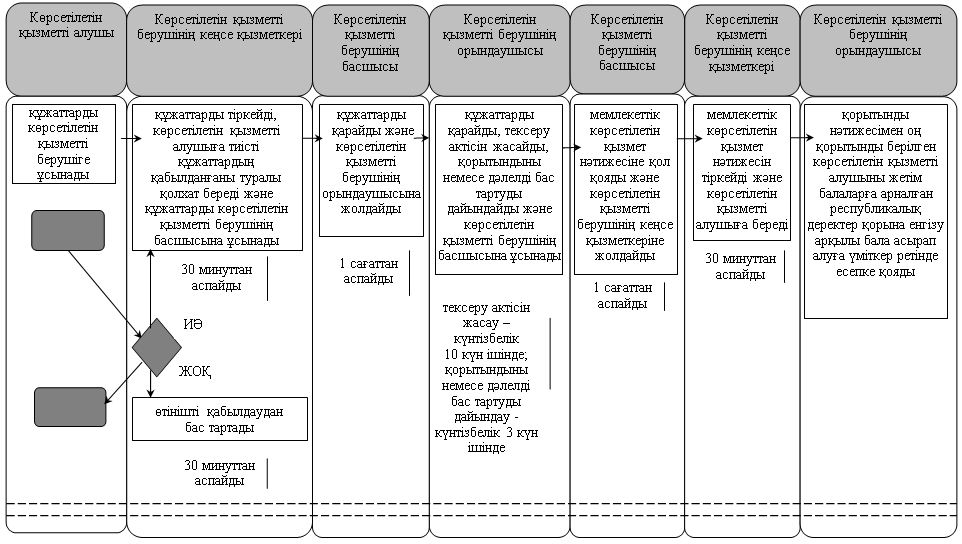 Көрсетілетін
қызметті алушы
Көрсетілетін қызметті
берушінің кеңсе қызметкері
Көрсетілетін
қызметті
берушінің
басшысы
Көрсетілетін
қызметті берушінің
орындаушысы
Көрсетілетін
қызметті
берушінің
басшысы
Көрсетілетін
қызметті
берушінің кеңсе
қызметкері
Көрсетілетін қызметті
берушінің
орындаушысы
құжаттарды
көрсетілетін
қызметті
берушіге
ұсынады
құжаттарды тіркейді,
көрсетілетін қызметті
алушыға тиісті
құжаттардың
қабылданғаны туралы
қолхат береді және
құжаттарды көрсетілетін
қызметті берушінің
басшысына ұсынады
30 минуттан
аспайды
ИӘ
ЖОҚ
өтінішті қабылдаудан
бас тартады
30 минуттан
аспайды
құжаттарды
қарайды және
көрсетілетін
қызметті
берушінің
орындаушысына
жолдайды
1 сағаттан
аспайды
құжаттарды
қарайды, тексеру
актісін жасайды,
қорытындыны
немесе дәлелді бас
тартуды
дайындайды және
көрсетілетін
қызметті берушінің
басшысына ұсынады
тексеру актісін
жасау –
күнтізбелік
10 күн ішінде;
қорытындыны
немесе дәлелді
бас тартуды
дайындау -
күнтізбелік 3 күн
ішінде
мемлекеттік
көрсетілетін
қызмет
нәтижесіне қол
қояды және
көрсетілетін
қызметті
берушінің кеңсе
қызметкеріне
жолдайды
1 сағаттан
аспайды
мемлекеттік
көрсетілетін
қызмет
нәтижесін
тіркейді және
көрсетілетін
қызметті
алушыға береді
30 минуттан
аспайды
қорытынды
нәтижесімен оң
қорытынды берілген
көрсетілетін қызметті
алушыны жетім
балаларға арналған
республикалық
деректер қорына енгізу
арқылы бала асырап
алуға үміткер ретінде
есепке қояды